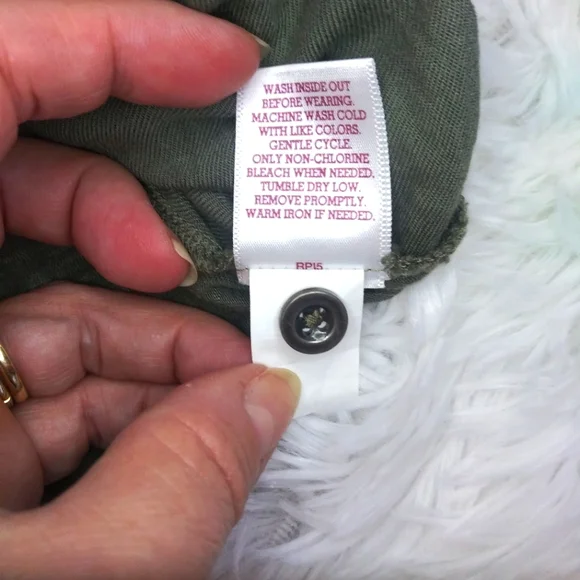 WASH INSIDE OUT
BEFORE WEARING.
MACHINE WASH COLD
WITH LIKE COLORS.
GENTLE CYCLE.
ONLY NON-CHLORINE
BLEACH WHEN NEEDED.
TUMBLE DRY LOW.
REMOVE PROMPTLY.
WARM IRON IF NEEDED.
RP15